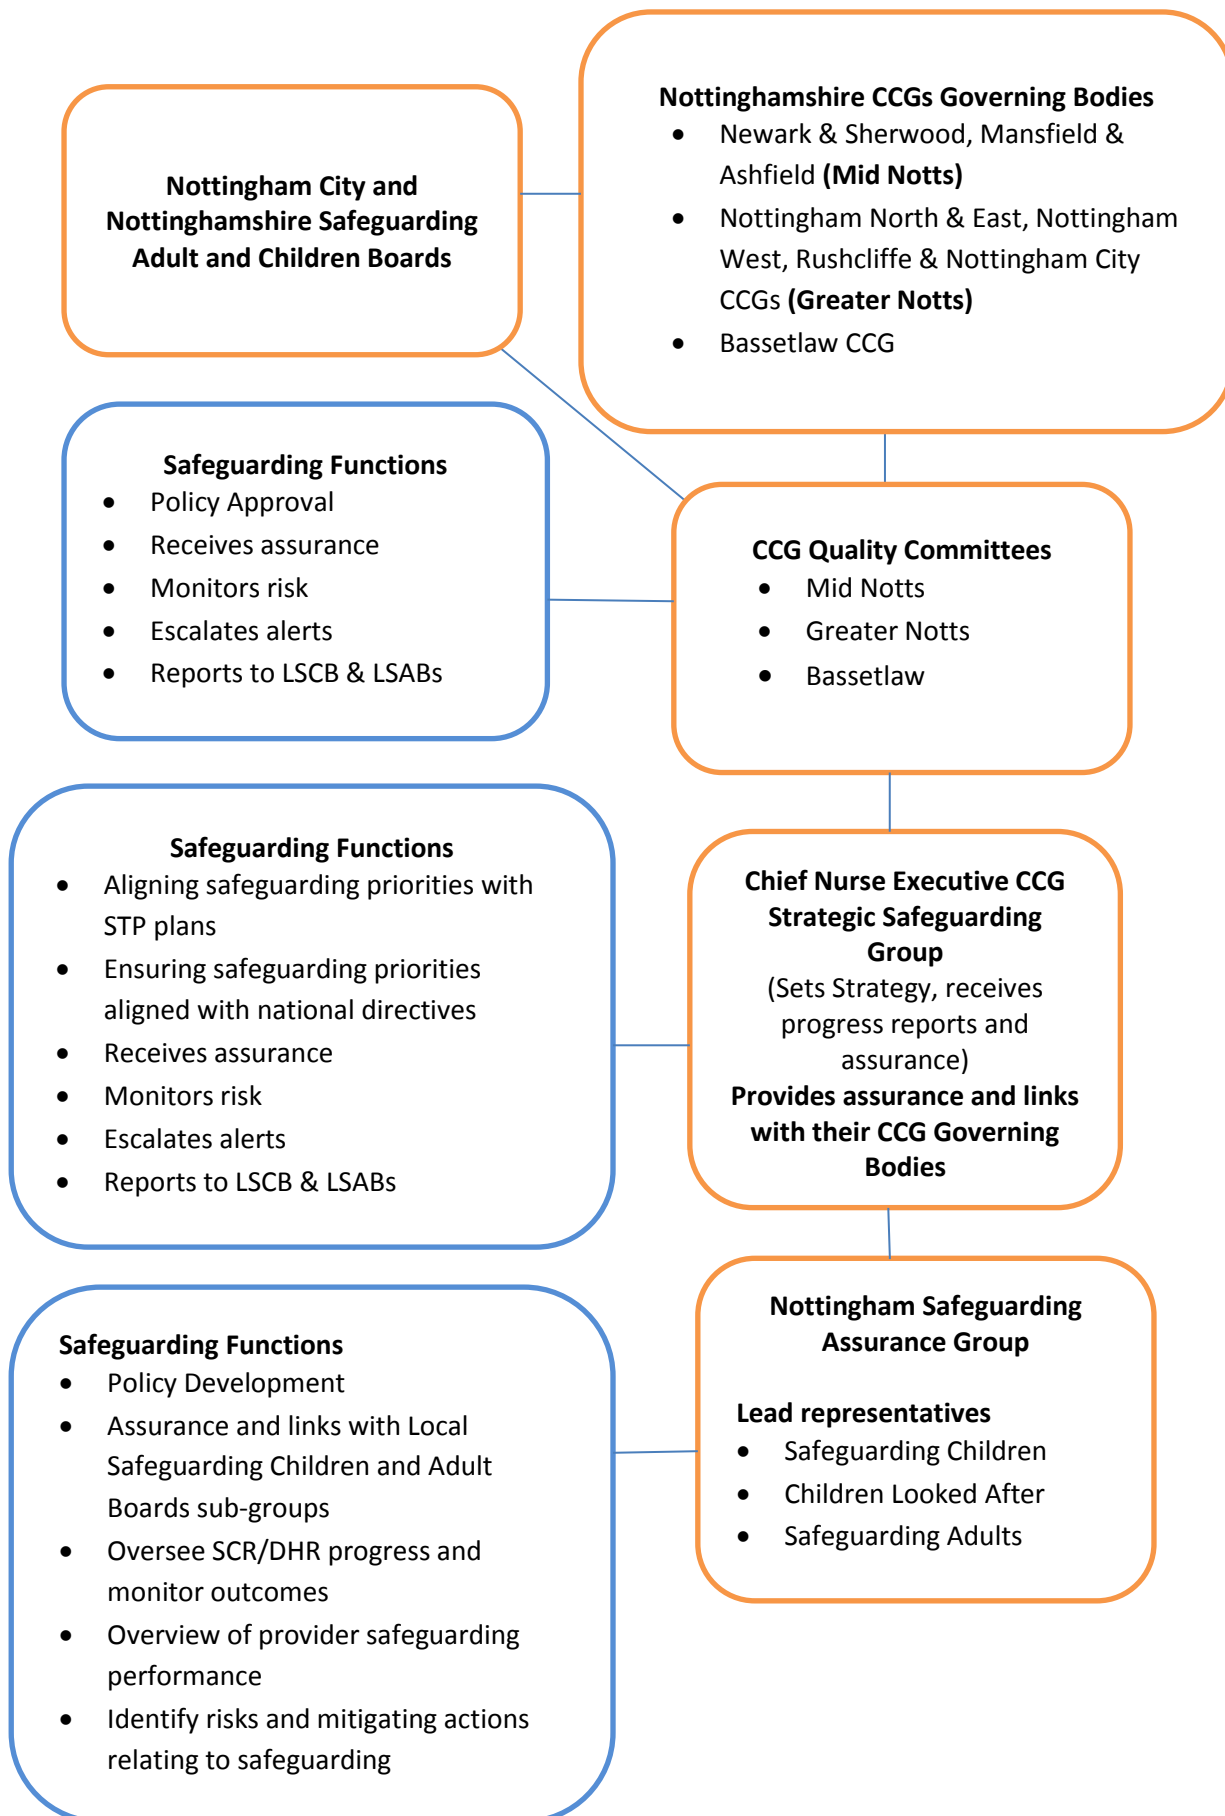 Nottingham City and
Nottinghamshire Safeguarding
Adult and Children Boards
Nottinghamshire CCGs Governing Bodies
• Newark & Sherwood, Mansfield &
Ashfield (Mid Notts)
• Nottingham North & East, Nottingham
West, Rushcliffe & Nottingham City
CCGs (Greater Notts)
• Bassetlaw CCG
Safeguarding Functions
• Policy Approval
• Receives assurance
• Monitors risk
• Escalates alerts
• Reports to LSCB & LSABs
CCG Quality Committees
• Mid Notts
• Greater Notts
• Bassetlaw
Safeguarding Functions
• Aligning safeguarding priorities with
STP plans
• Ensuring safeguarding priorities
aligned with national directives
• Receives assurance
• Monitors risk
• Escalates alerts
• Reports to LSCB & LSABs
Chief Nurse Executive CCG
Strategic Safeguarding
Group
(Sets Strategy, receives
progress reports and
assurance)
Provides assurance and links
with their CCG Governing
Bodies
Safeguarding Functions
• Policy Development
• Assurance and links with Local
Safeguarding Children and Adult
Boards sub-groups
• Oversee SCR/DHR progress and
monitor outcomes
• Overview of provider safeguarding
performance
• Identify risks and mitigating actions
relating to safeguarding
Nottingham Safeguarding
Assurance Group
Lead representatives
• Safeguarding Children
• Children Looked After
• Safeguarding Adults